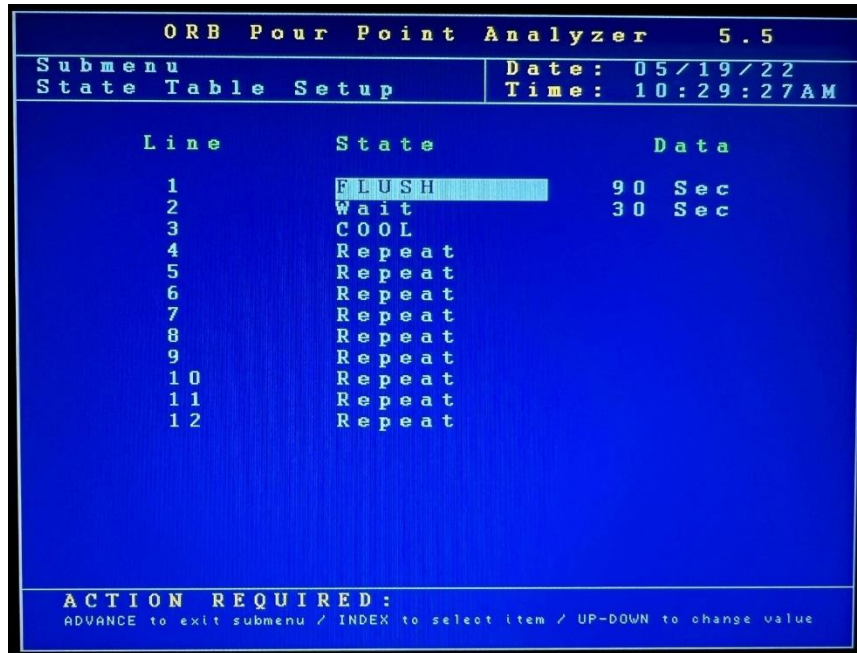 ORB Pour Point Analyzer 5.5
Submenu
State Table Setup
Date: 05/19/22
Time: 10:29:27AM
Line State Data
1 FLUSH 90 Sec
2 Wait 30 Sec
3 COOL
4 Repeat
5 Repeat
6 Repeat
7 Repeat
8 Repeat
9 Repeat
10 Repeat
11 Repeat
12 Repeat
ACTION REQUIRED:
ADVANCE to exit submenu / INDEX to select item / UP-DOWN to change value